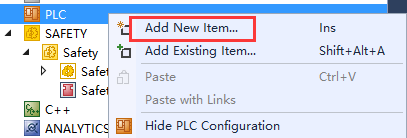 PLC
SAFETY
Safety
Safet
Safet
C++
ANALYTICS
Add New Item... Ins
Add Existing Item... Shift+Alt+A
Paste Ctrl+V
Paste with Links
Hide PLC Configuration